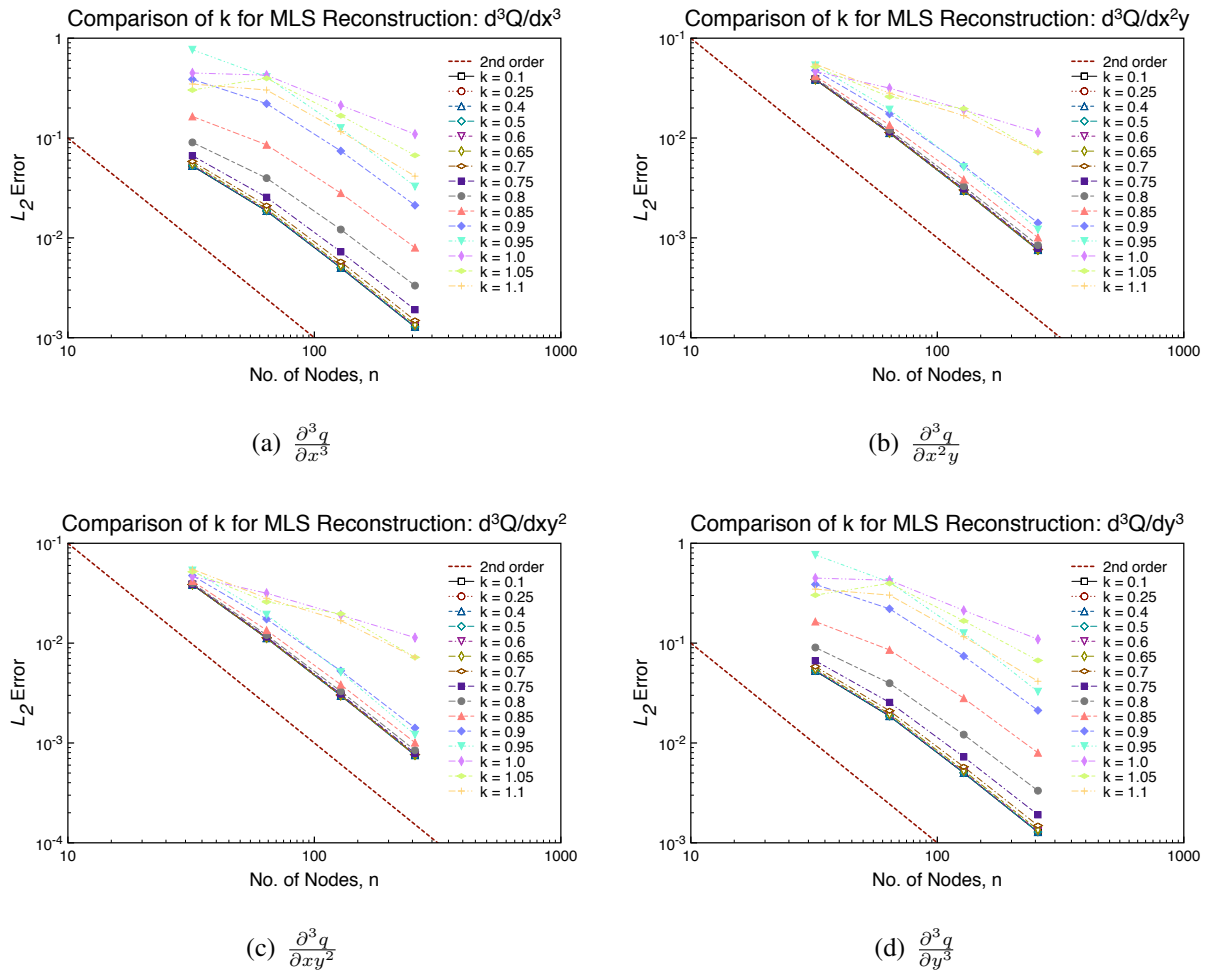 Comparison of k for MLS Reconstruction: d³Q/dx³
1
10⁻¹
10⁻²
10⁻³
L₂ Error
10
100
1000
No. of Nodes, n
2nd order
k = 0.1
k = 0.25
k = 0.4
k = 0.5
k = 0.6
k = 0.65
k = 0.7
k = 0.75
k = 0.8
k = 0.85
k = 0.9
k = 0.95
k = 1.0
k = 1.05
k = 1.1
(a) ∂³q/∂x³
Comparison of k for MLS Reconstruction: d³Q/dx²y
10⁻¹
10⁻²
10⁻³
10⁻⁴
L₂ Error
10
100
1000
No. of Nodes, n
2nd order
k = 0.1
k = 0.25
k = 0.4
k = 0.5
k = 0.6
k = 0.65
k = 0.7
k = 0.75
k = 0.8
k = 0.85
k = 0.9
k = 0.95
k = 1.0
k = 1.05
k = 1.1
(b) ∂³q/∂x²y
Comparison of k for MLS Reconstruction: d³Q/dxy²
10⁻¹
10⁻²
10⁻³
10⁻⁴
L₂ Error
10
100
1000
No. of Nodes, n
2nd order
k = 0.1
k = 0.25
k = 0.4
k = 0.5
k = 0.6
k = 0.65
k = 0.7
k = 0.75
k = 0.8
k = 0.85
k = 0.9
k = 0.95
k = 1.0
k = 1.05
k = 1.1
(c) ∂³q/∂xy²
Comparison of k for MLS Reconstruction: d³Q/dy³
1
10⁻¹
10⁻²
10⁻³
L₂ Error
10
100
1000
No. of Nodes, n
2nd order
k = 0.1
k = 0.25
k = 0.4
k = 0.5
k = 0.6
k = 0.65
k = 0.7
k = 0.75
k = 0.8
k = 0.85
k = 0.9
k = 0.95
k = 1.0
k = 1.05
k = 1.1
(d) ∂³q/∂y³